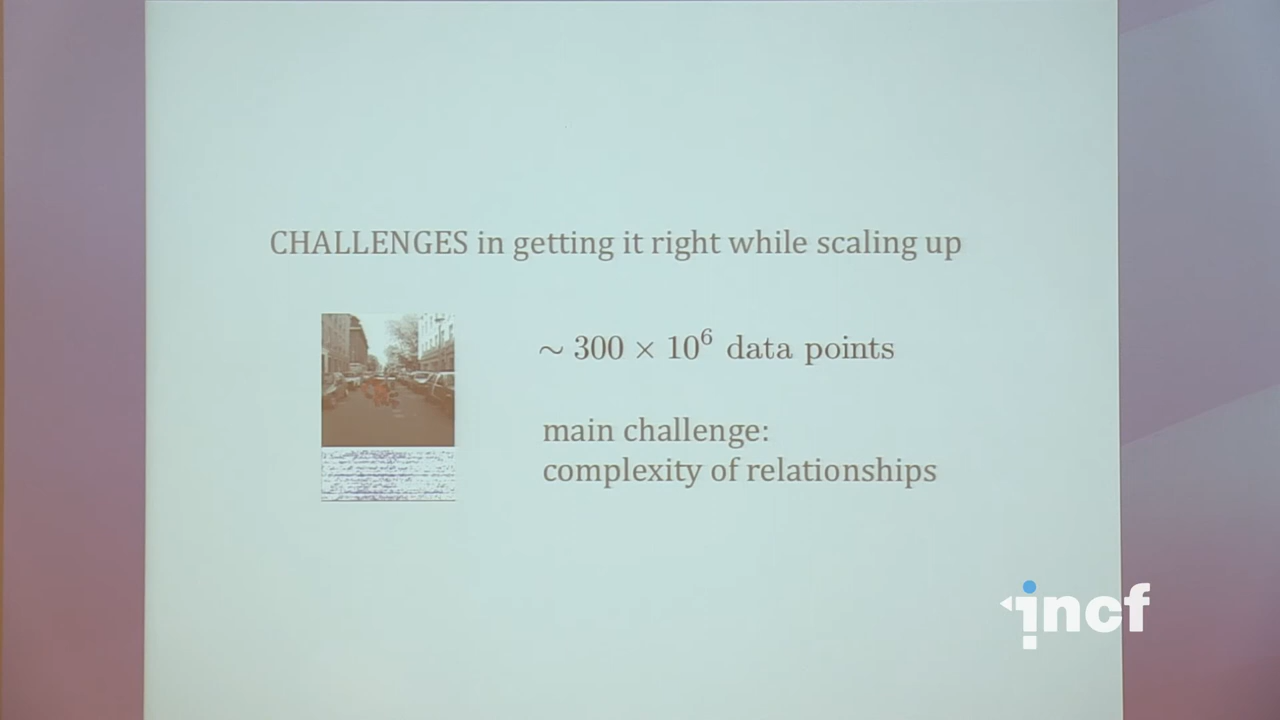 CHALLENGES in getting it right while scaling up
~ 300 × 10⁶ data points
main challenge:
complexity of relationships
incf